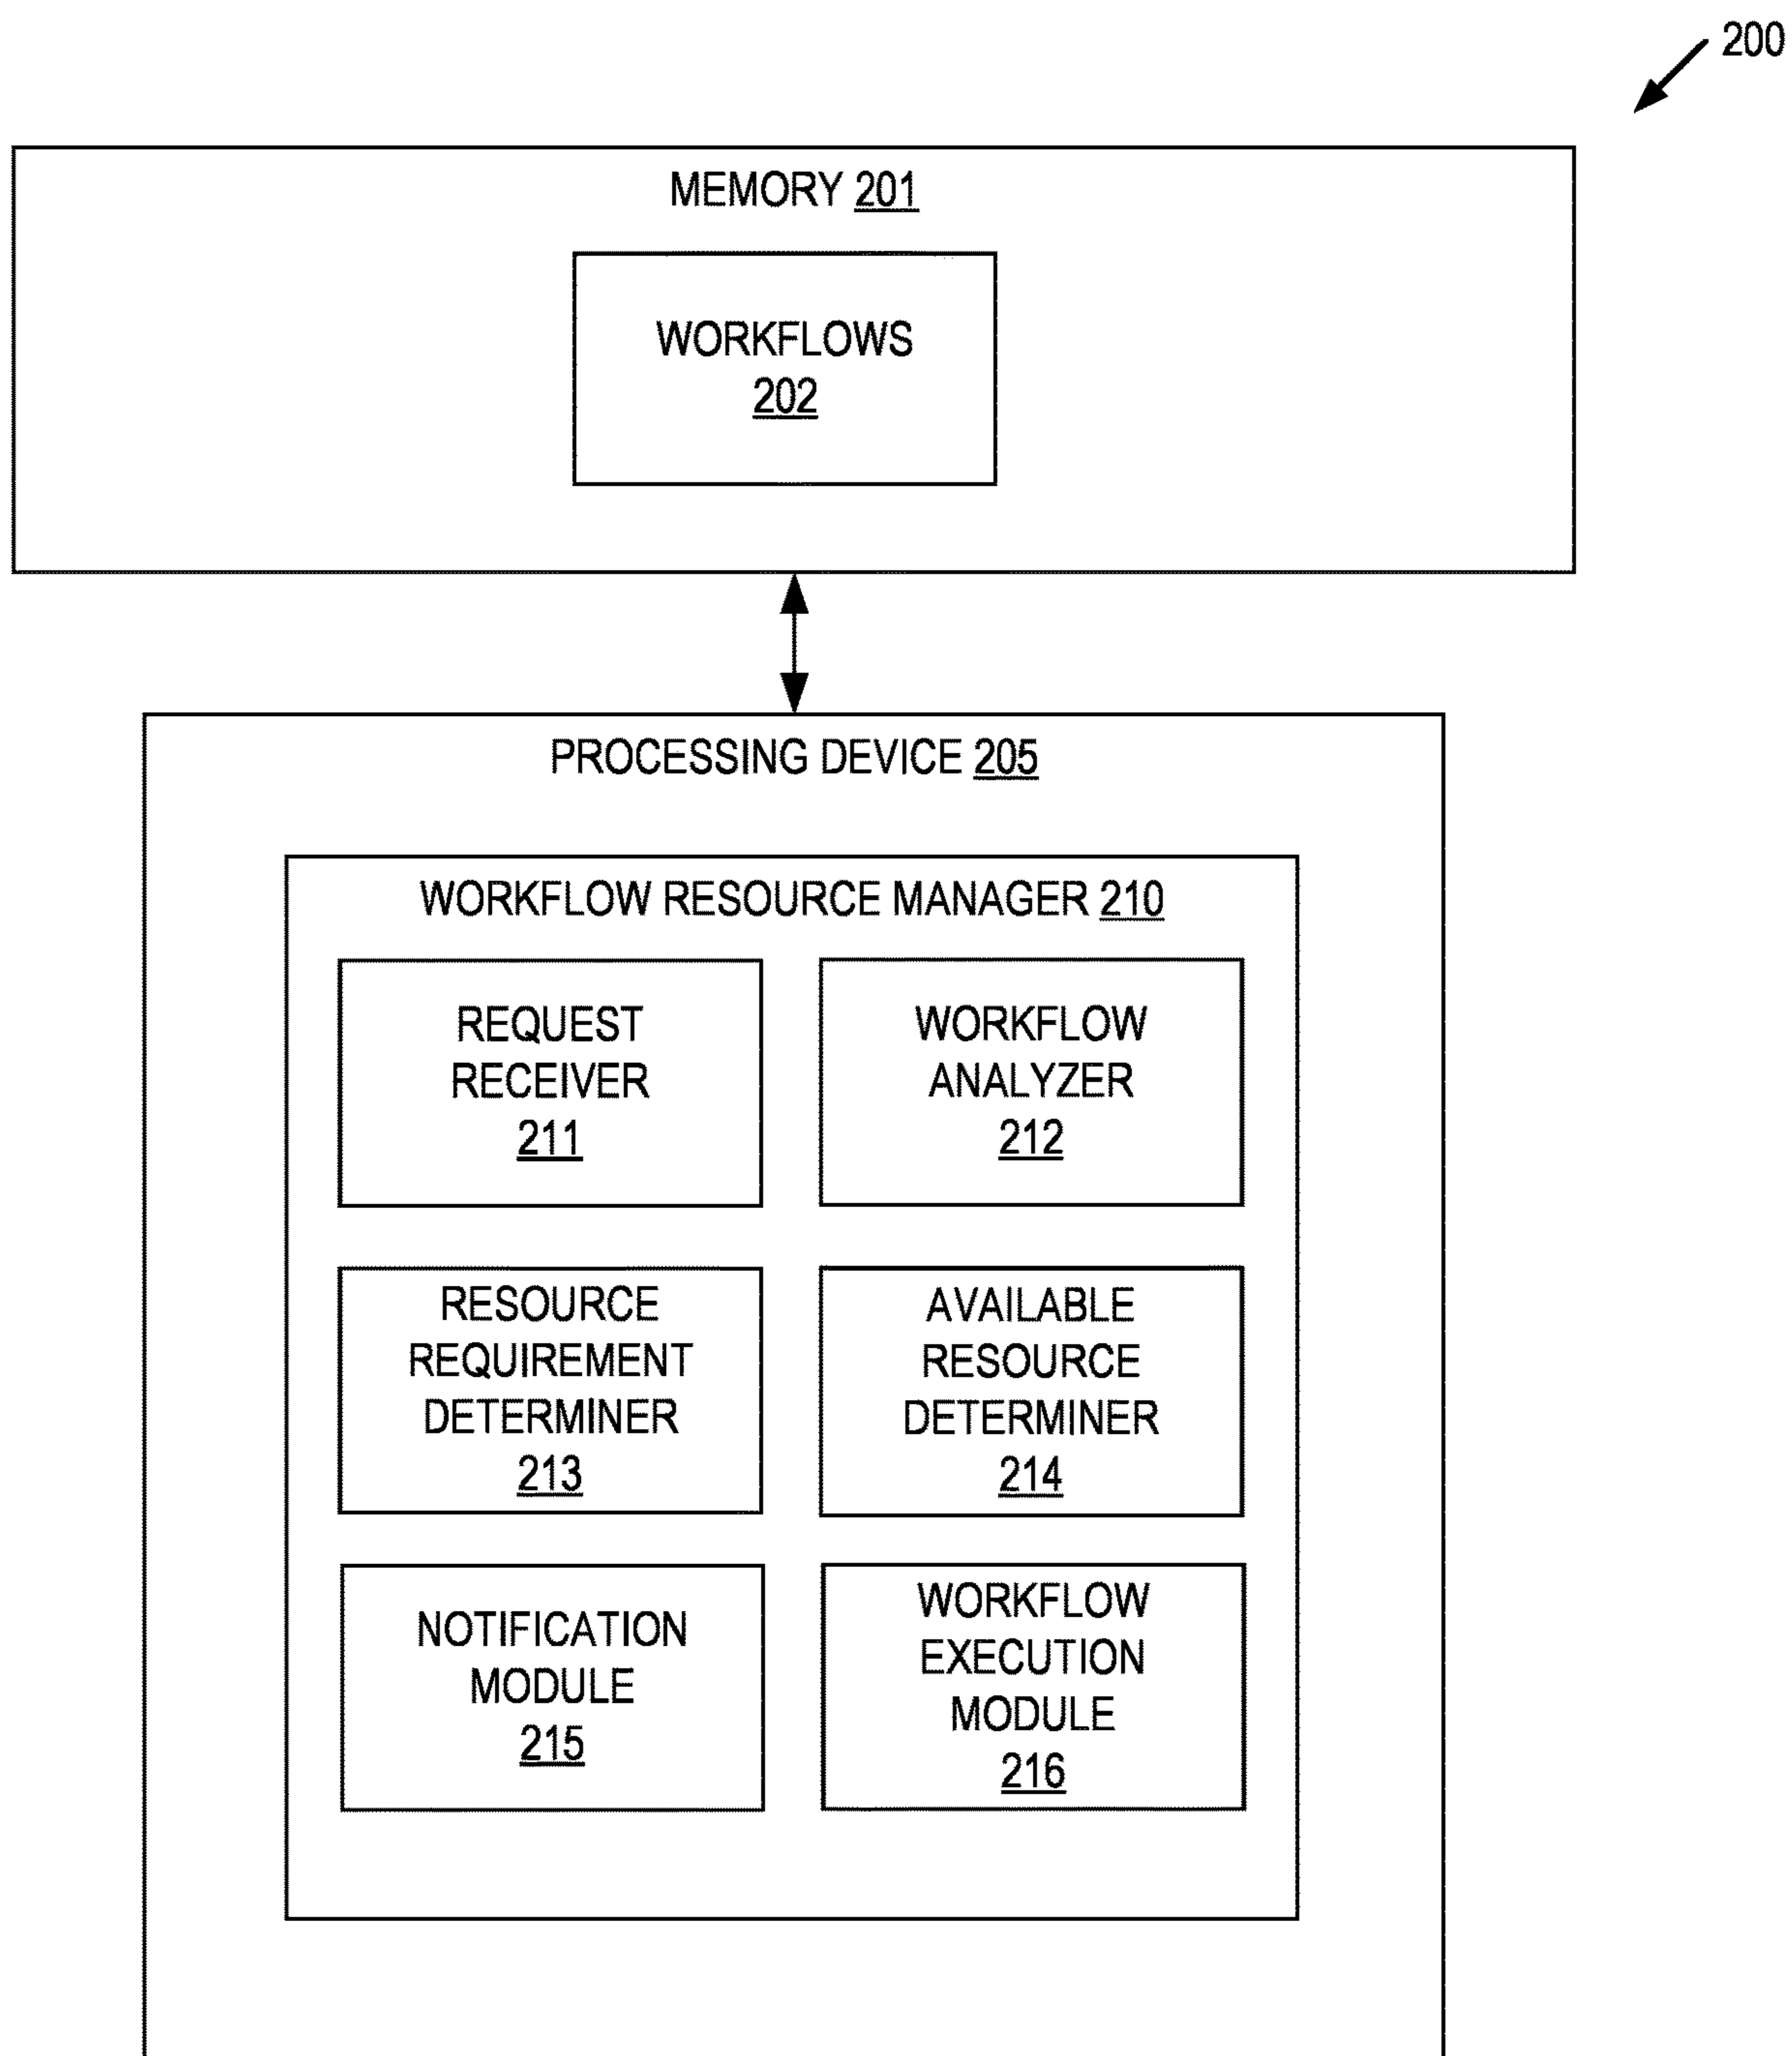 200
MEMORY 201
WORKFLOWS
202
PROCESSING DEVICE 205
WORKFLOW RESOURCE MANAGER 210
REQUEST
RECEIVER
211
WORKFLOW
ANALYZER
212
RESOURCE
REQUIREMENT
DETERMINER
213
AVAILABLE
RESOURCE
DETERMINER
214
NOTIFICATION
MODULE
215
WORKFLOW
EXECUTION
MODULE
216